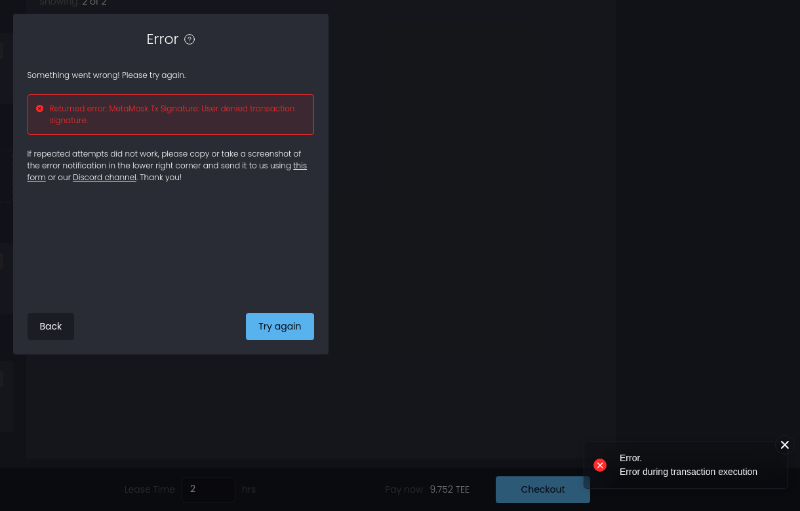 Showing: 2 of 2
Error
Something went wrong! Please try again.
Returned error: MetaMask Tx Signature: User denied transaction
signature.
If repeated attempts did not work, please copy or take a screenshot of
the error notification in the lower right corner and send it to us using this
form or our Discord channel. Thank you!
Back
Try again
Error.
Error during transaction execution
Lease Time: 2 hrs
Pay now: 9.752 TEE
Checkout